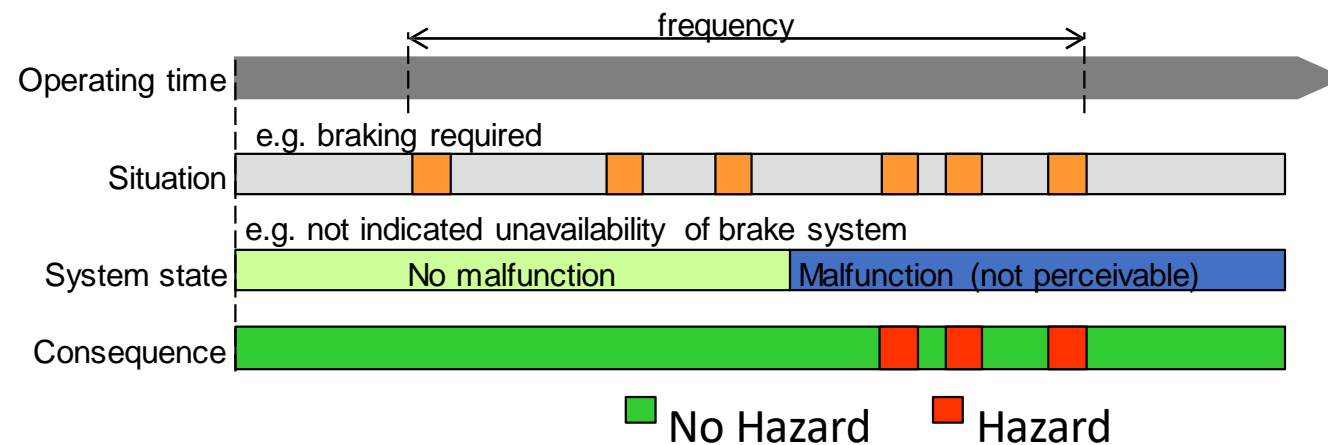 frequency
Operating time
e.g. braking required
Situation
e.g. not indicated unavailability of brake system
System state No malfunction Malfunction (not perceivable)
Consequence
No Hazard Hazard